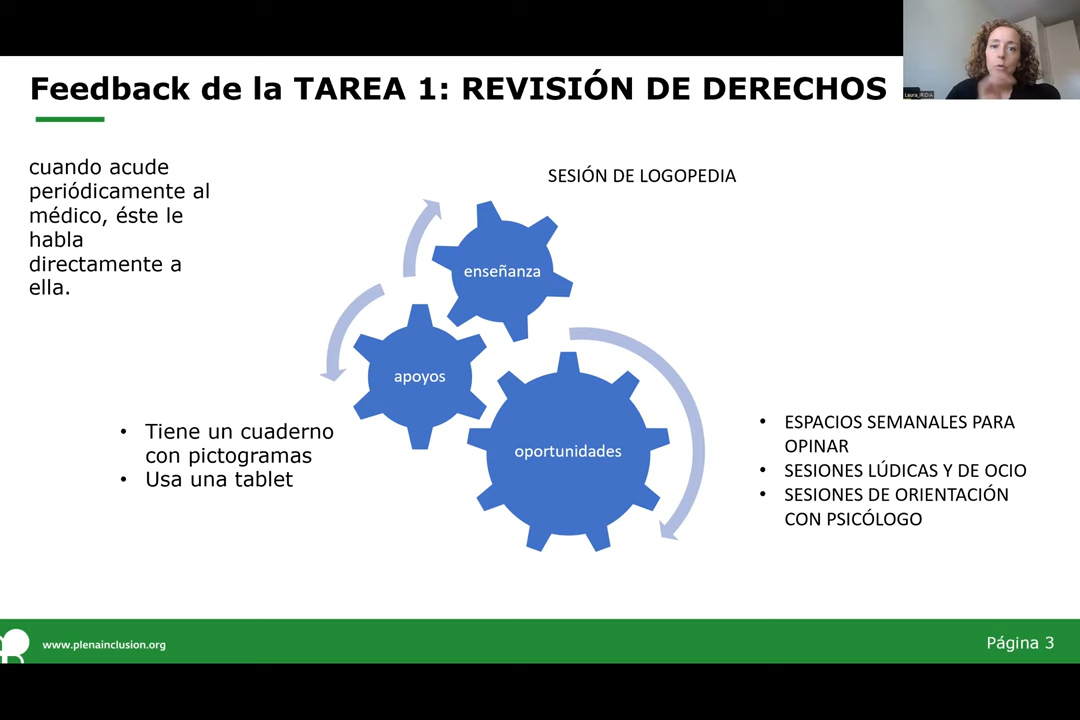 Feedback de la TAREA 1: REVISIÓN DE DERECHOS
cuando acude
periódicamente al
médico, éste le
habla
directamente a
ella.
SESIÓN DE LOGOPEDIA
enseñanza
apoyos
oportunidades
• Tiene un cuaderno
con pictogramas
• Usa una tablet
• ESPACIOS SEMANALES PARA
OPINAR
• SESIONES LÚDICAS Y DE OCIO
• SESIONES DE ORIENTACIÓN
CON PSICÓLOGO
www.plenainclusion.org
Página 3